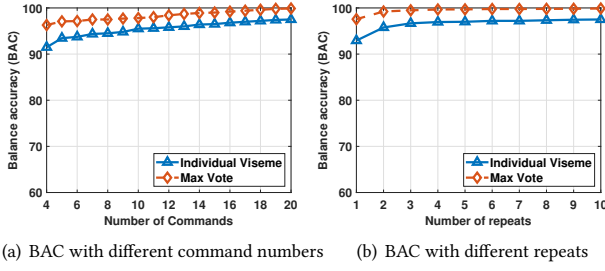 Balance accuracy (BAC)
100
90
80
70
60
4 6 8 10 12 14 16 18 20
Number of Commands
Individual Viseme
Max Vote
(a) BAC with different command numbers
Balance accuracy (BAC)
100
90
80
70
60
1 2 3 4 5 6 7 8 9 10
Number of repeats
Individual Viseme
Max Vote
(b) BAC with different repeats